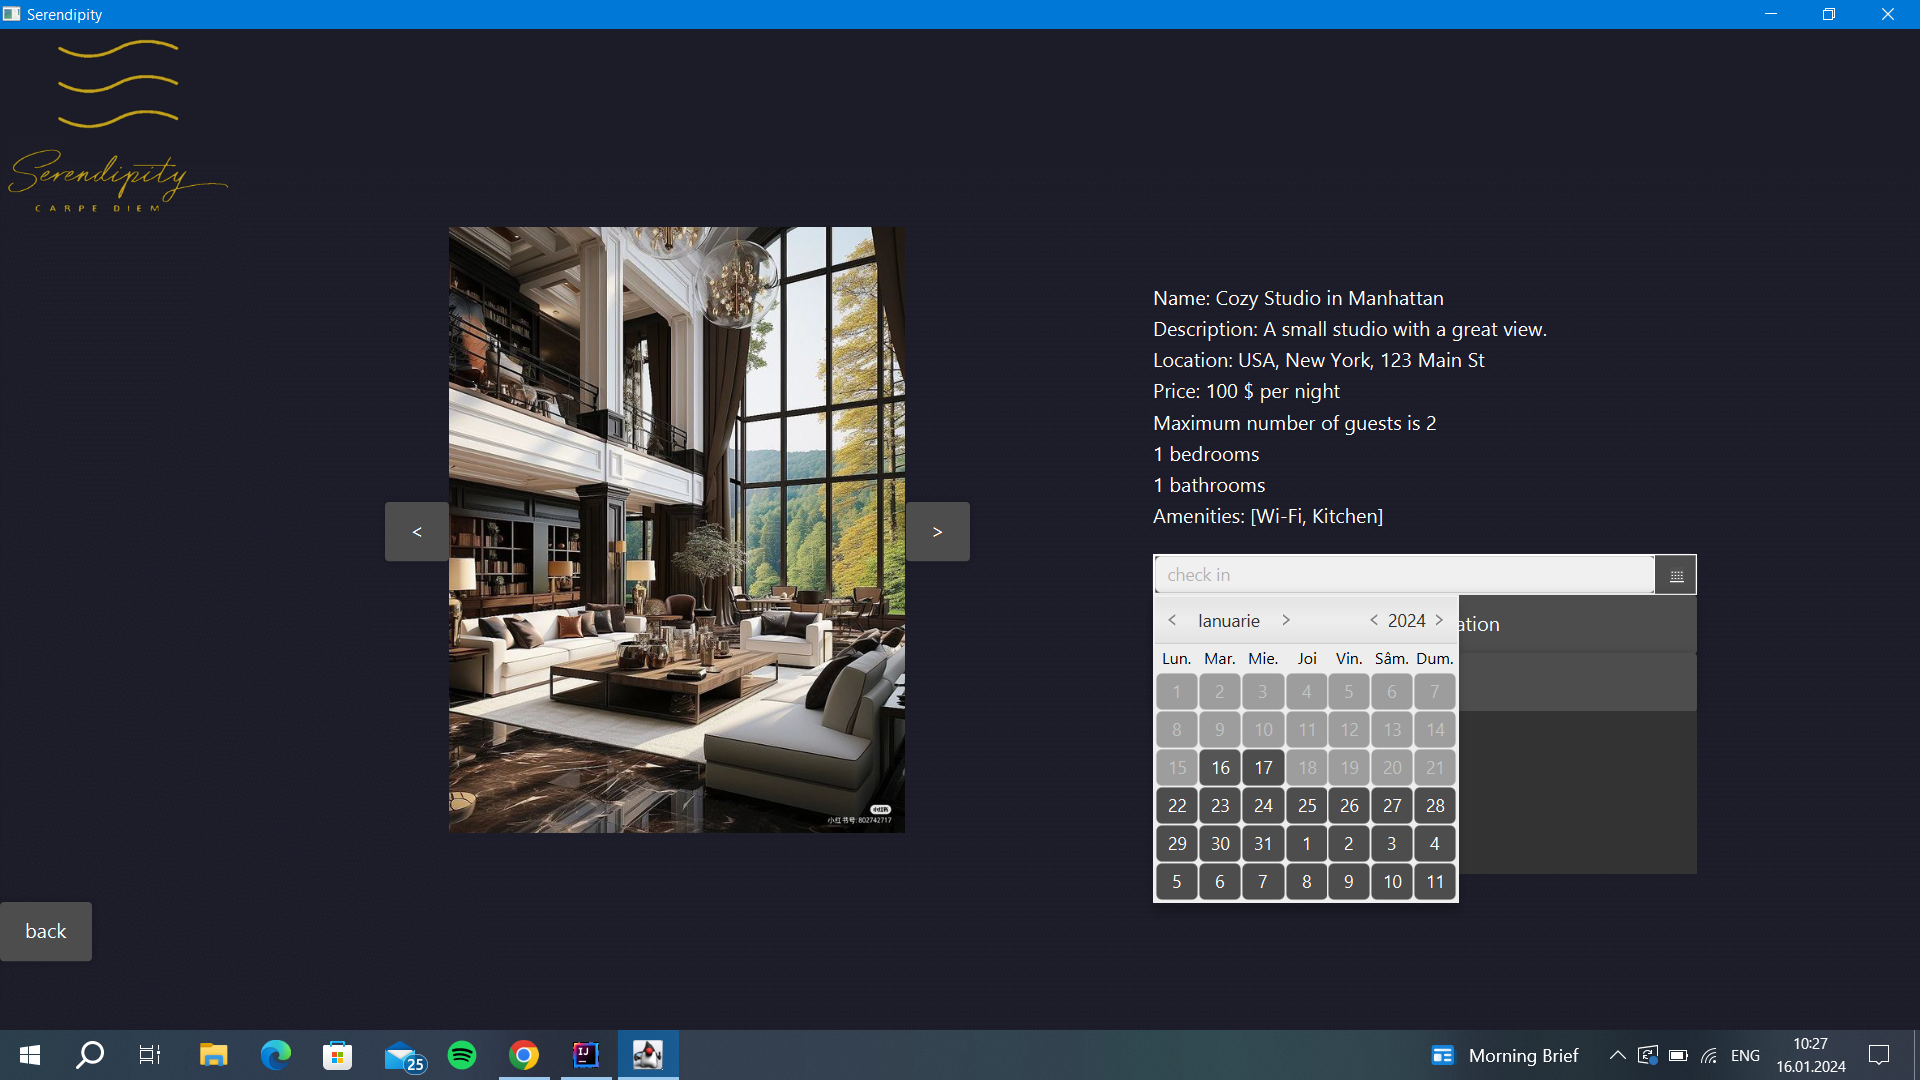 Serendipity
Serendipity
CARPE DIEM
Name: Cozy Studio in Manhattan
Description: A small studio with a great view.
Location: USA, New York, 123 Main St
Price: 100 $ per night
Maximum number of guests is 2
1 bedrooms
1 bathrooms
Amenities: [Wi-Fi, Kitchen]
<
>
check in
< Ianuarie > < 2024 >
ation
Lun. Mar. Mie. Joi Vin. Sâm. Dum.
1 2 3 4 5 6 7
8 9 10 11 12 13 14
15 16 17 18 19 20 21
22 23 24 25 26 27 28
29 30 31 1 2 3 4
5 6 7 8 9 10 11
小红书
小红书号: 802742717
back
25
IJ
Morning Brief
ENG
10:27
16.01.2024